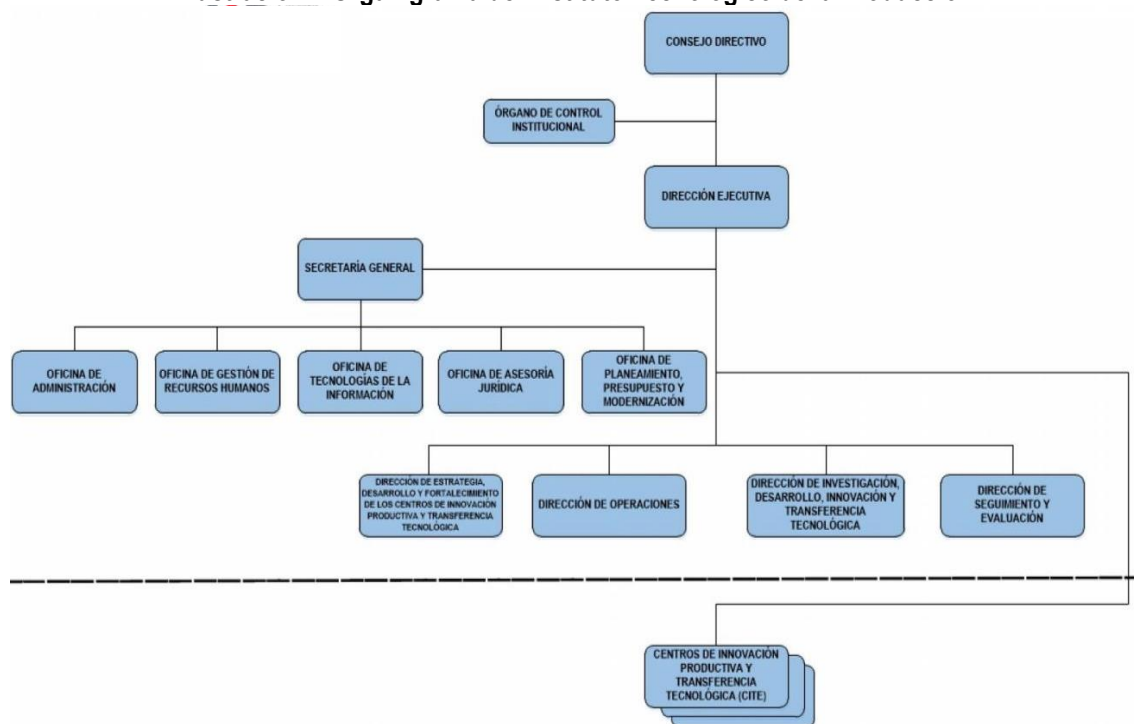 CONSEJO DIRECTIVO
ÓRGANO DE CONTROL
INSTITUCIONAL
DIRECCIÓN EJECUTIVA
SECRETARÍA GENERAL
OFICINA DE
ADMINISTRACIÓN
OFICINA DE GESTIÓN DE
RECURSOS HUMANOS
OFICINA DE
TECNOLOGÍAS DE LA
INFORMACIÓN
OFICINA DE ASESORÍA
JURÍDICA
OFICINA DE
PLANEAMIENTO,
PRESUPUESTO Y
MODERNIZACIÓN
DIRECCIÓN DE ESTRATEGIA,
DESARROLLO Y FORTALECIMIENTO
DE LOS CENTROS DE INNOVACIÓN
PRODUCTIVA Y TRANSFERENCIA
TECNOLÓGICA
DIRECCIÓN DE OPERACIONES
DIRECCIÓN DE INVESTIGACIÓN,
DESARROLLO, INNOVACIÓN Y
TRANSFERENCIA
TECNOLÓGICA
DIRECCIÓN DE
SEGUIMIENTO Y
EVALUACIÓN
CENTROS DE INNOVACIÓN
PRODUCTIVA Y
TRANSFERENCIA
TECNOLÓGICA (CITE)